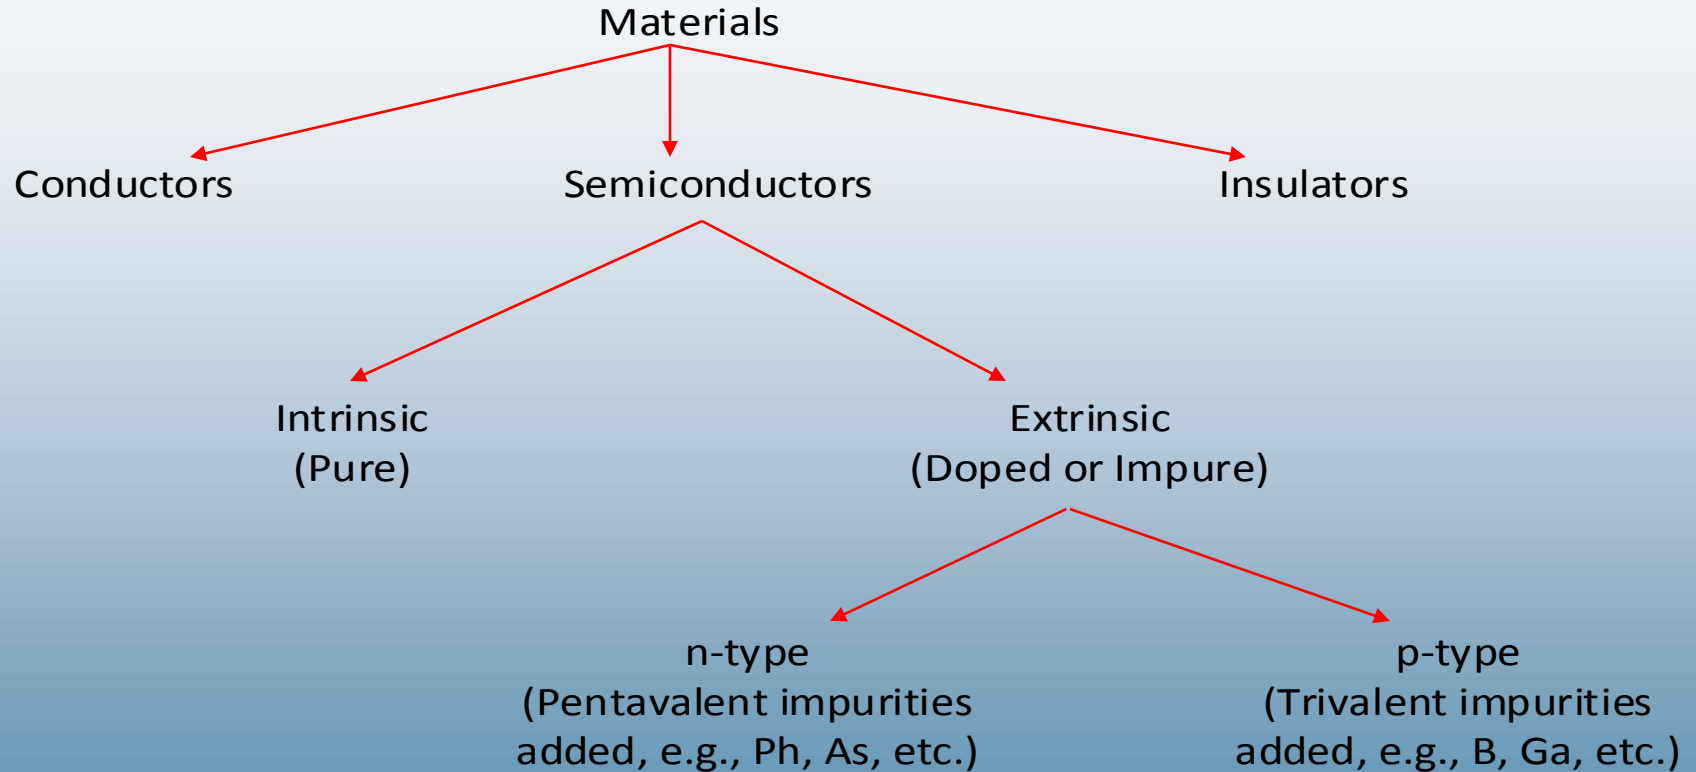 Materials
Conductors
Semiconductors
Insulators
Intrinsic
(Pure)
Extrinsic
(Doped or Impure)
n-type
(Pentavalent impurities
added, e.g., Ph, As, etc.)
p-type
(Trivalent impurities
added, e.g., B, Ga, etc.)